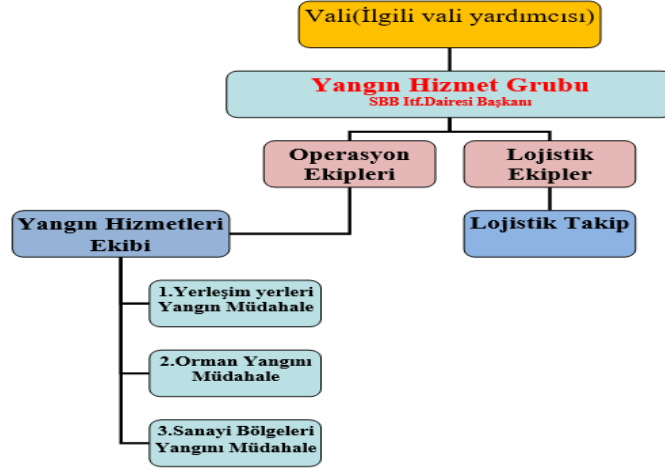 Vali(İlgili vali yardımcısı)
Yangın Hizmet Grubu
SBB Itf.Dairesi Başkanı
Operasyon
Ekipleri
Lojistik
Ekipler
Yangın Hizmetleri
Ekibi
Lojistik Takip
1.Yerleşim yerleri
Yangın Müdahale
2.Orman Yangını
Müdahale
3.Sanayi Bölgeleri
Yangını Müdahale